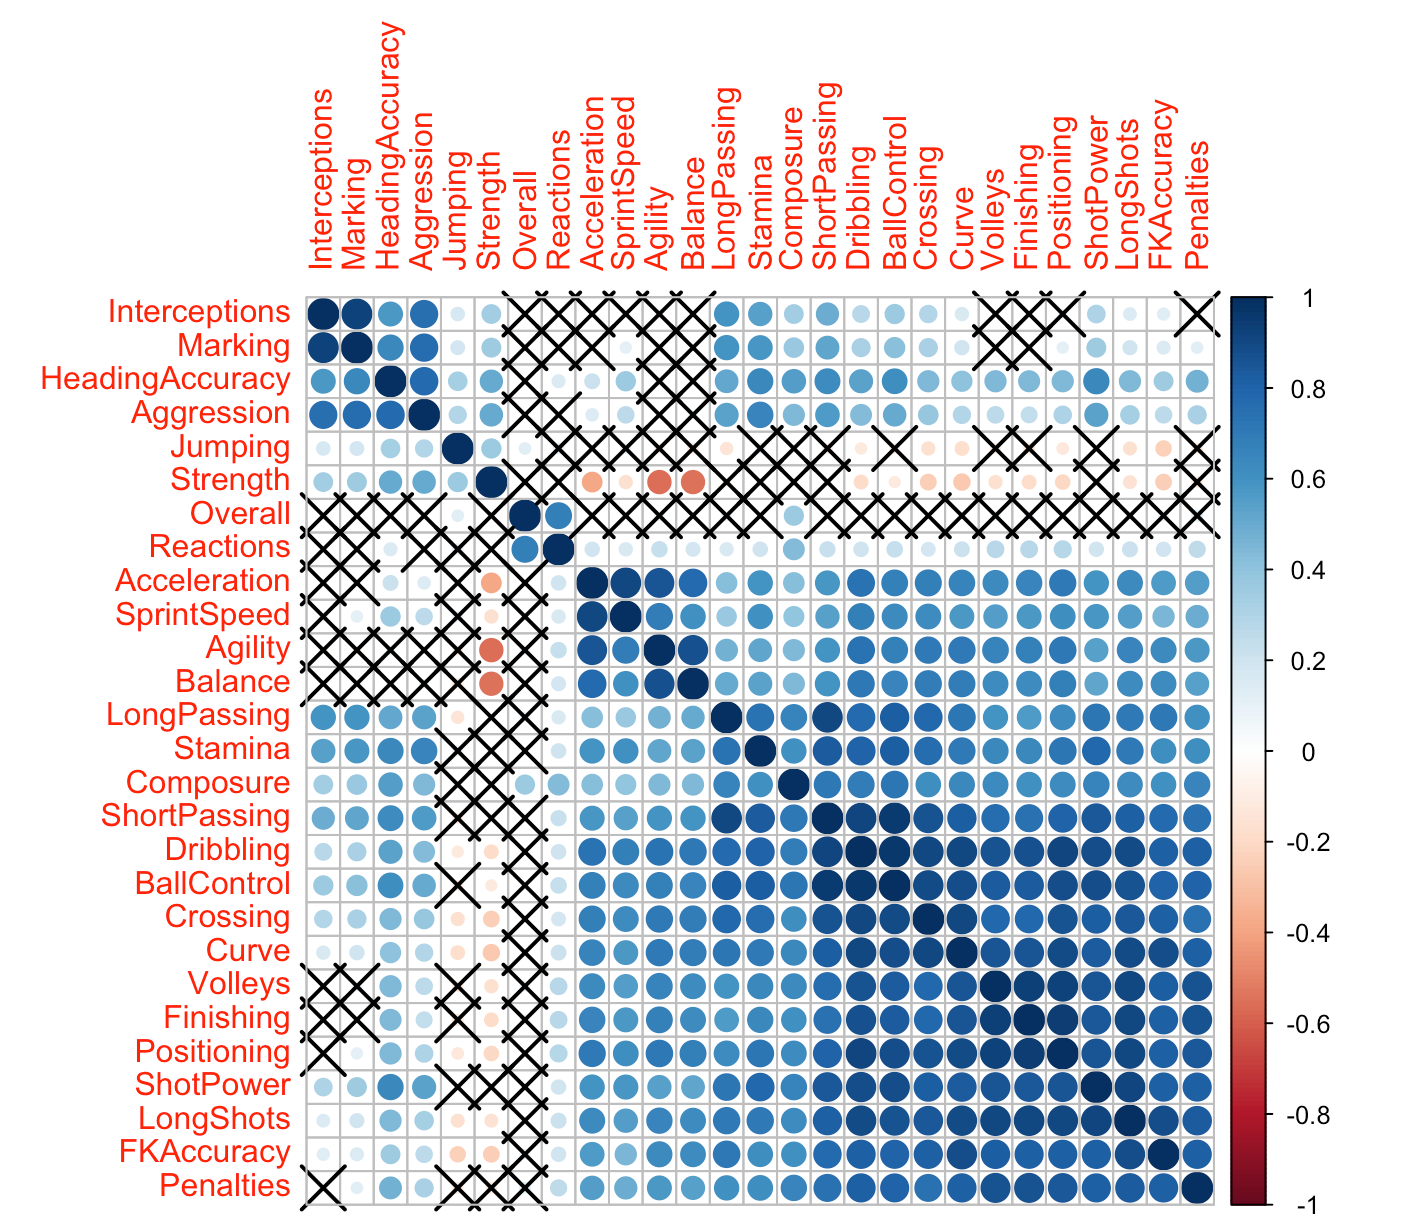 Interceptions
Marking
HeadingAccuracy
Aggression
Jumping
Strength
Overall
Reactions
Acceleration
SprintSpeed
Agility
Balance
LongPassing
Stamina
Composure
ShortPassing
Dribbling
BallControl
Crossing
Curve
Volleys
Finishing
Positioning
ShotPower
LongShots
FKAccuracy
Penalties
Interceptions
Marking
HeadingAccuracy
Aggression
Jumping
Strength
Overall
Reactions
Acceleration
SprintSpeed
Agility
Balance
LongPassing
Stamina
Composure
ShortPassing
Dribbling
BallControl
Crossing
Curve
Volleys
Finishing
Positioning
ShotPower
LongShots
FKAccuracy
Penalties
1
0.8
0.6
0.4
0.2
0
-0.2
-0.4
-0.6
-0.8
-1